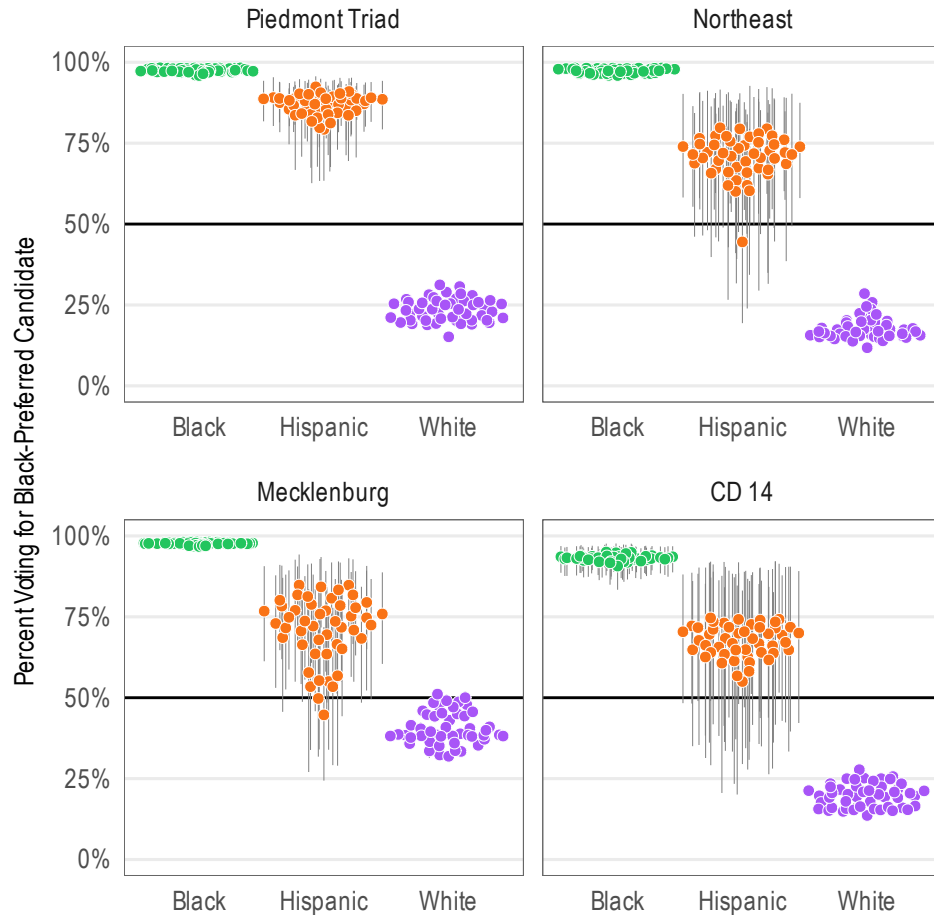 Piedmont Triad
Northeast
Percent Voting for Black-Preferred Candidate
100%
75%
50%
25%
0%
Black Hispanic White
Black Hispanic White
Mecklenburg
CD 14
100%
75%
50%
25%
0%
Black Hispanic White
Black Hispanic White